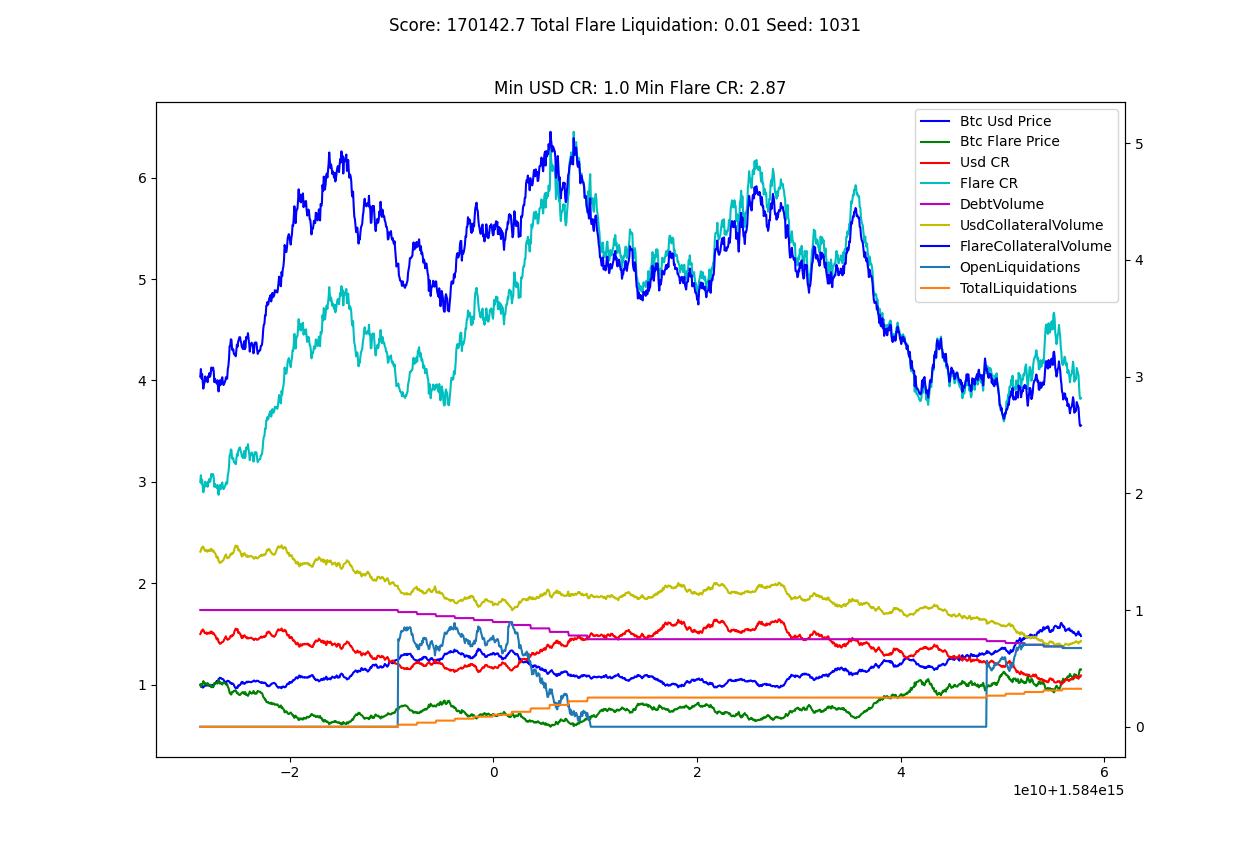 Score: 170142.7 Total Flare Liquidation: 0.01 Seed: 1031
Min USD CR: 1.0 Min Flare CR: 2.87
Btc Usd Price
Btc Flare Price
Usd CR
Flare CR
DebtVolume
UsdCollateralVolume
FlareCollateralVolume
OpenLiquidations
TotalLiquidations
6
5
4
3
2
1
5
4
3
2
1
0
−2 0 2 4 6
1e10+1.584e15